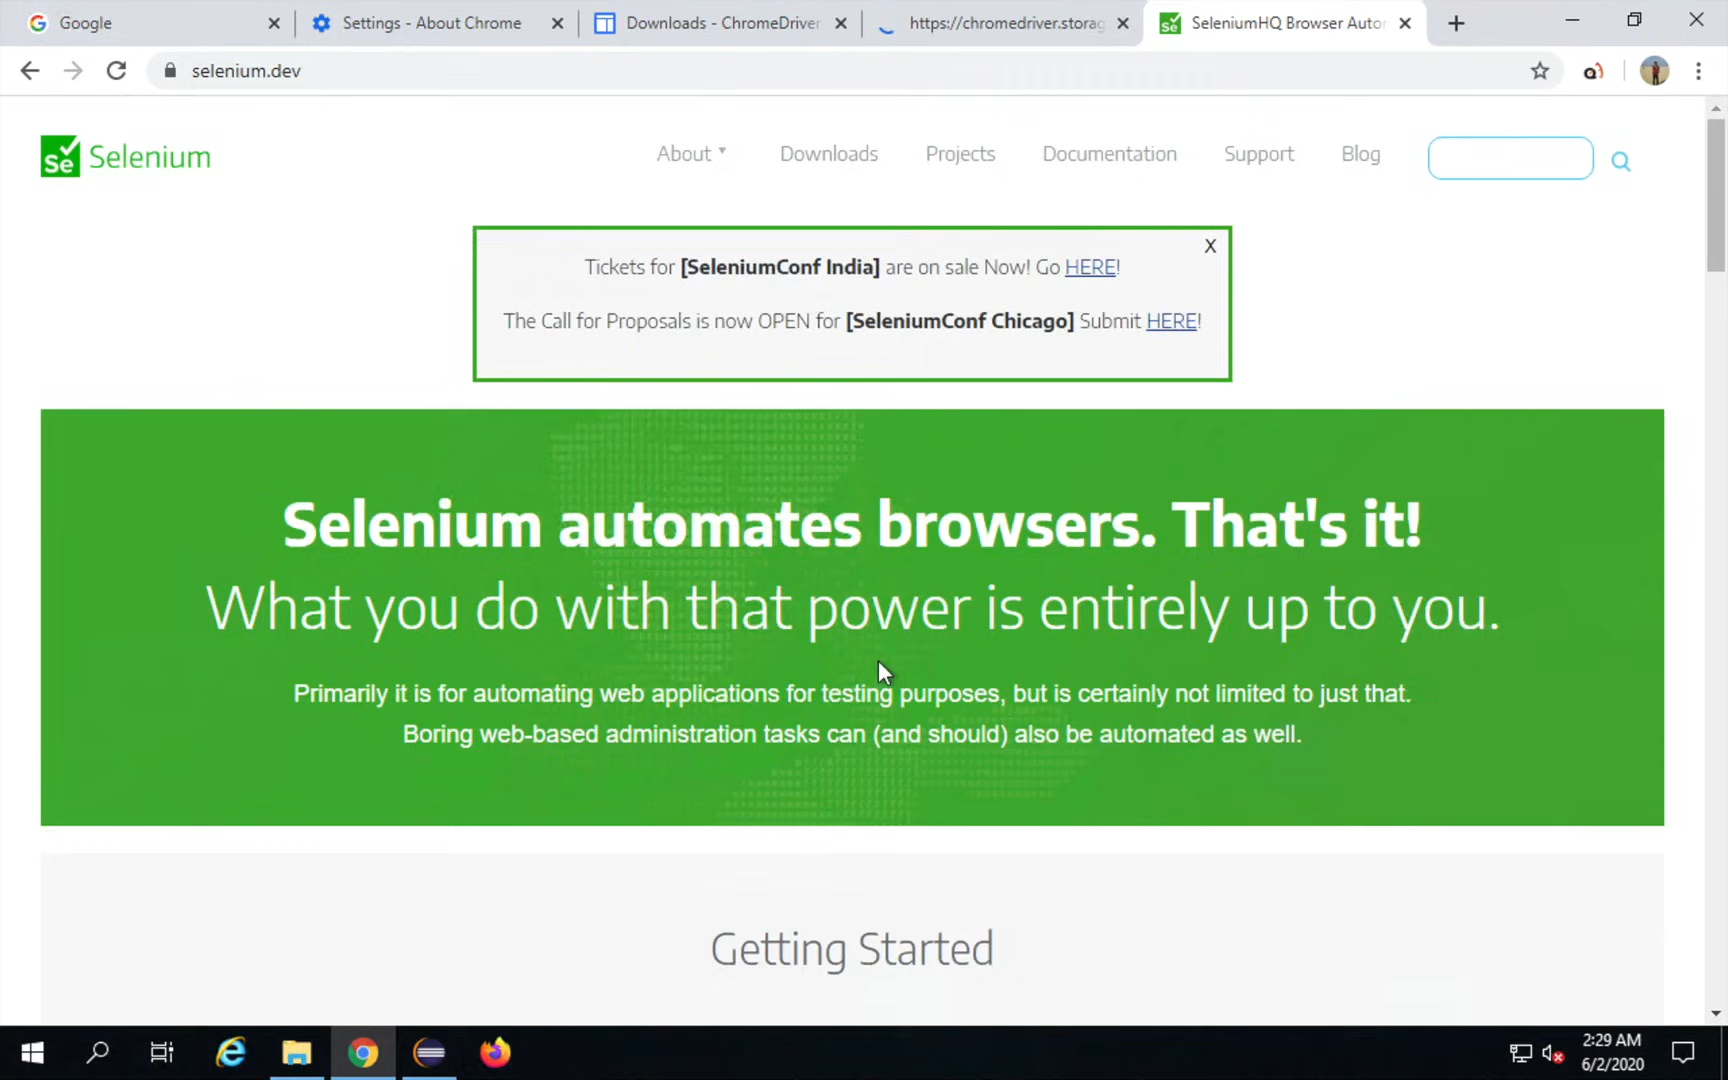 Google
Settings - About Chrome
Downloads - ChromeDriver
https://chromedriver.storag
SeleniumHQ Browser Autor
selenium.dev
Se Selenium
About
Downloads
Projects
Documentation
Support
Blog
X
Tickets for [SeleniumConf India] are on sale Now! Go HERE!
The Call for Proposals is now OPEN for [SeleniumConf Chicago] Submit HERE!
Selenium automates browsers. That's it!
What you do with that power is entirely up to you.
Primarily it is for automating web applications for testing purposes, but is certainly not limited to just that.
Boring web-based administration tasks can (and should) also be automated as well.
Getting Started
2:29 AM
6/2/2020